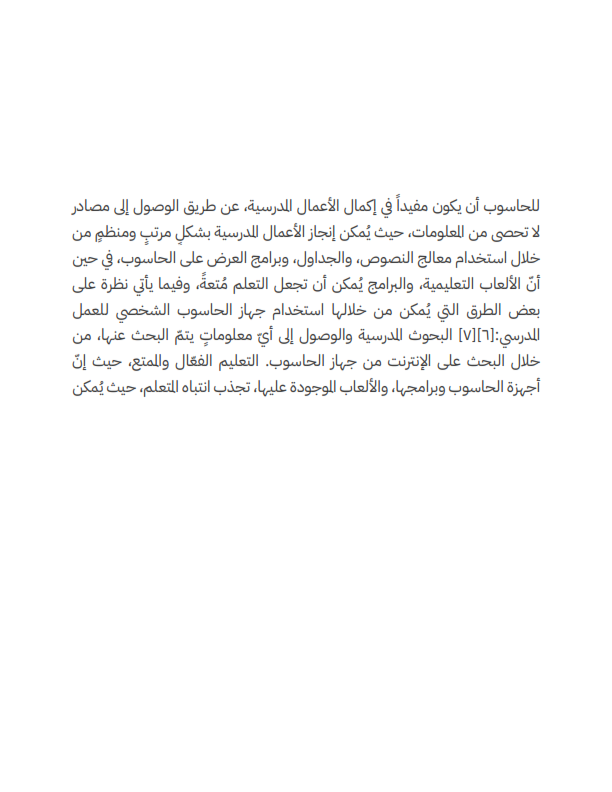 للحاسوب أن يكون مفيداً في إكمال الأعمال المدرسية، عن طريق الوصول إلى مصادر
لا تحصى من المعلومات، حيث يُمكن إنجاز الأعمال المدرسية بشكلٍ مرتبٍ ومنظمٍ من
خلال استخدام معالج النصوص، والجداول، وبرامج العرض على الحاسوب، في حين
أنّ الألعاب التعليمية، والبرامج يُمكن أن تجعل التعلم مُتعةً، وفيما يأتي نظرة على
بعض الطرق التي يُمكن من خلالها استخدام جهاز الحاسوب الشخصي للعمل
المدرسي:[٦][٧] البحوث المدرسية والوصول إلى أيّ معلوماتٍ يتمّ البحث عنها، من
خلال البحث على الإنترنت من جهاز الحاسوب. التعليم الفعّال والممتع، حيث إنّ
أجهزة الحاسوب وبرامجها، والألعاب الموجودة عليها، تجذب انتباه المتعلم، حيث يُمكن